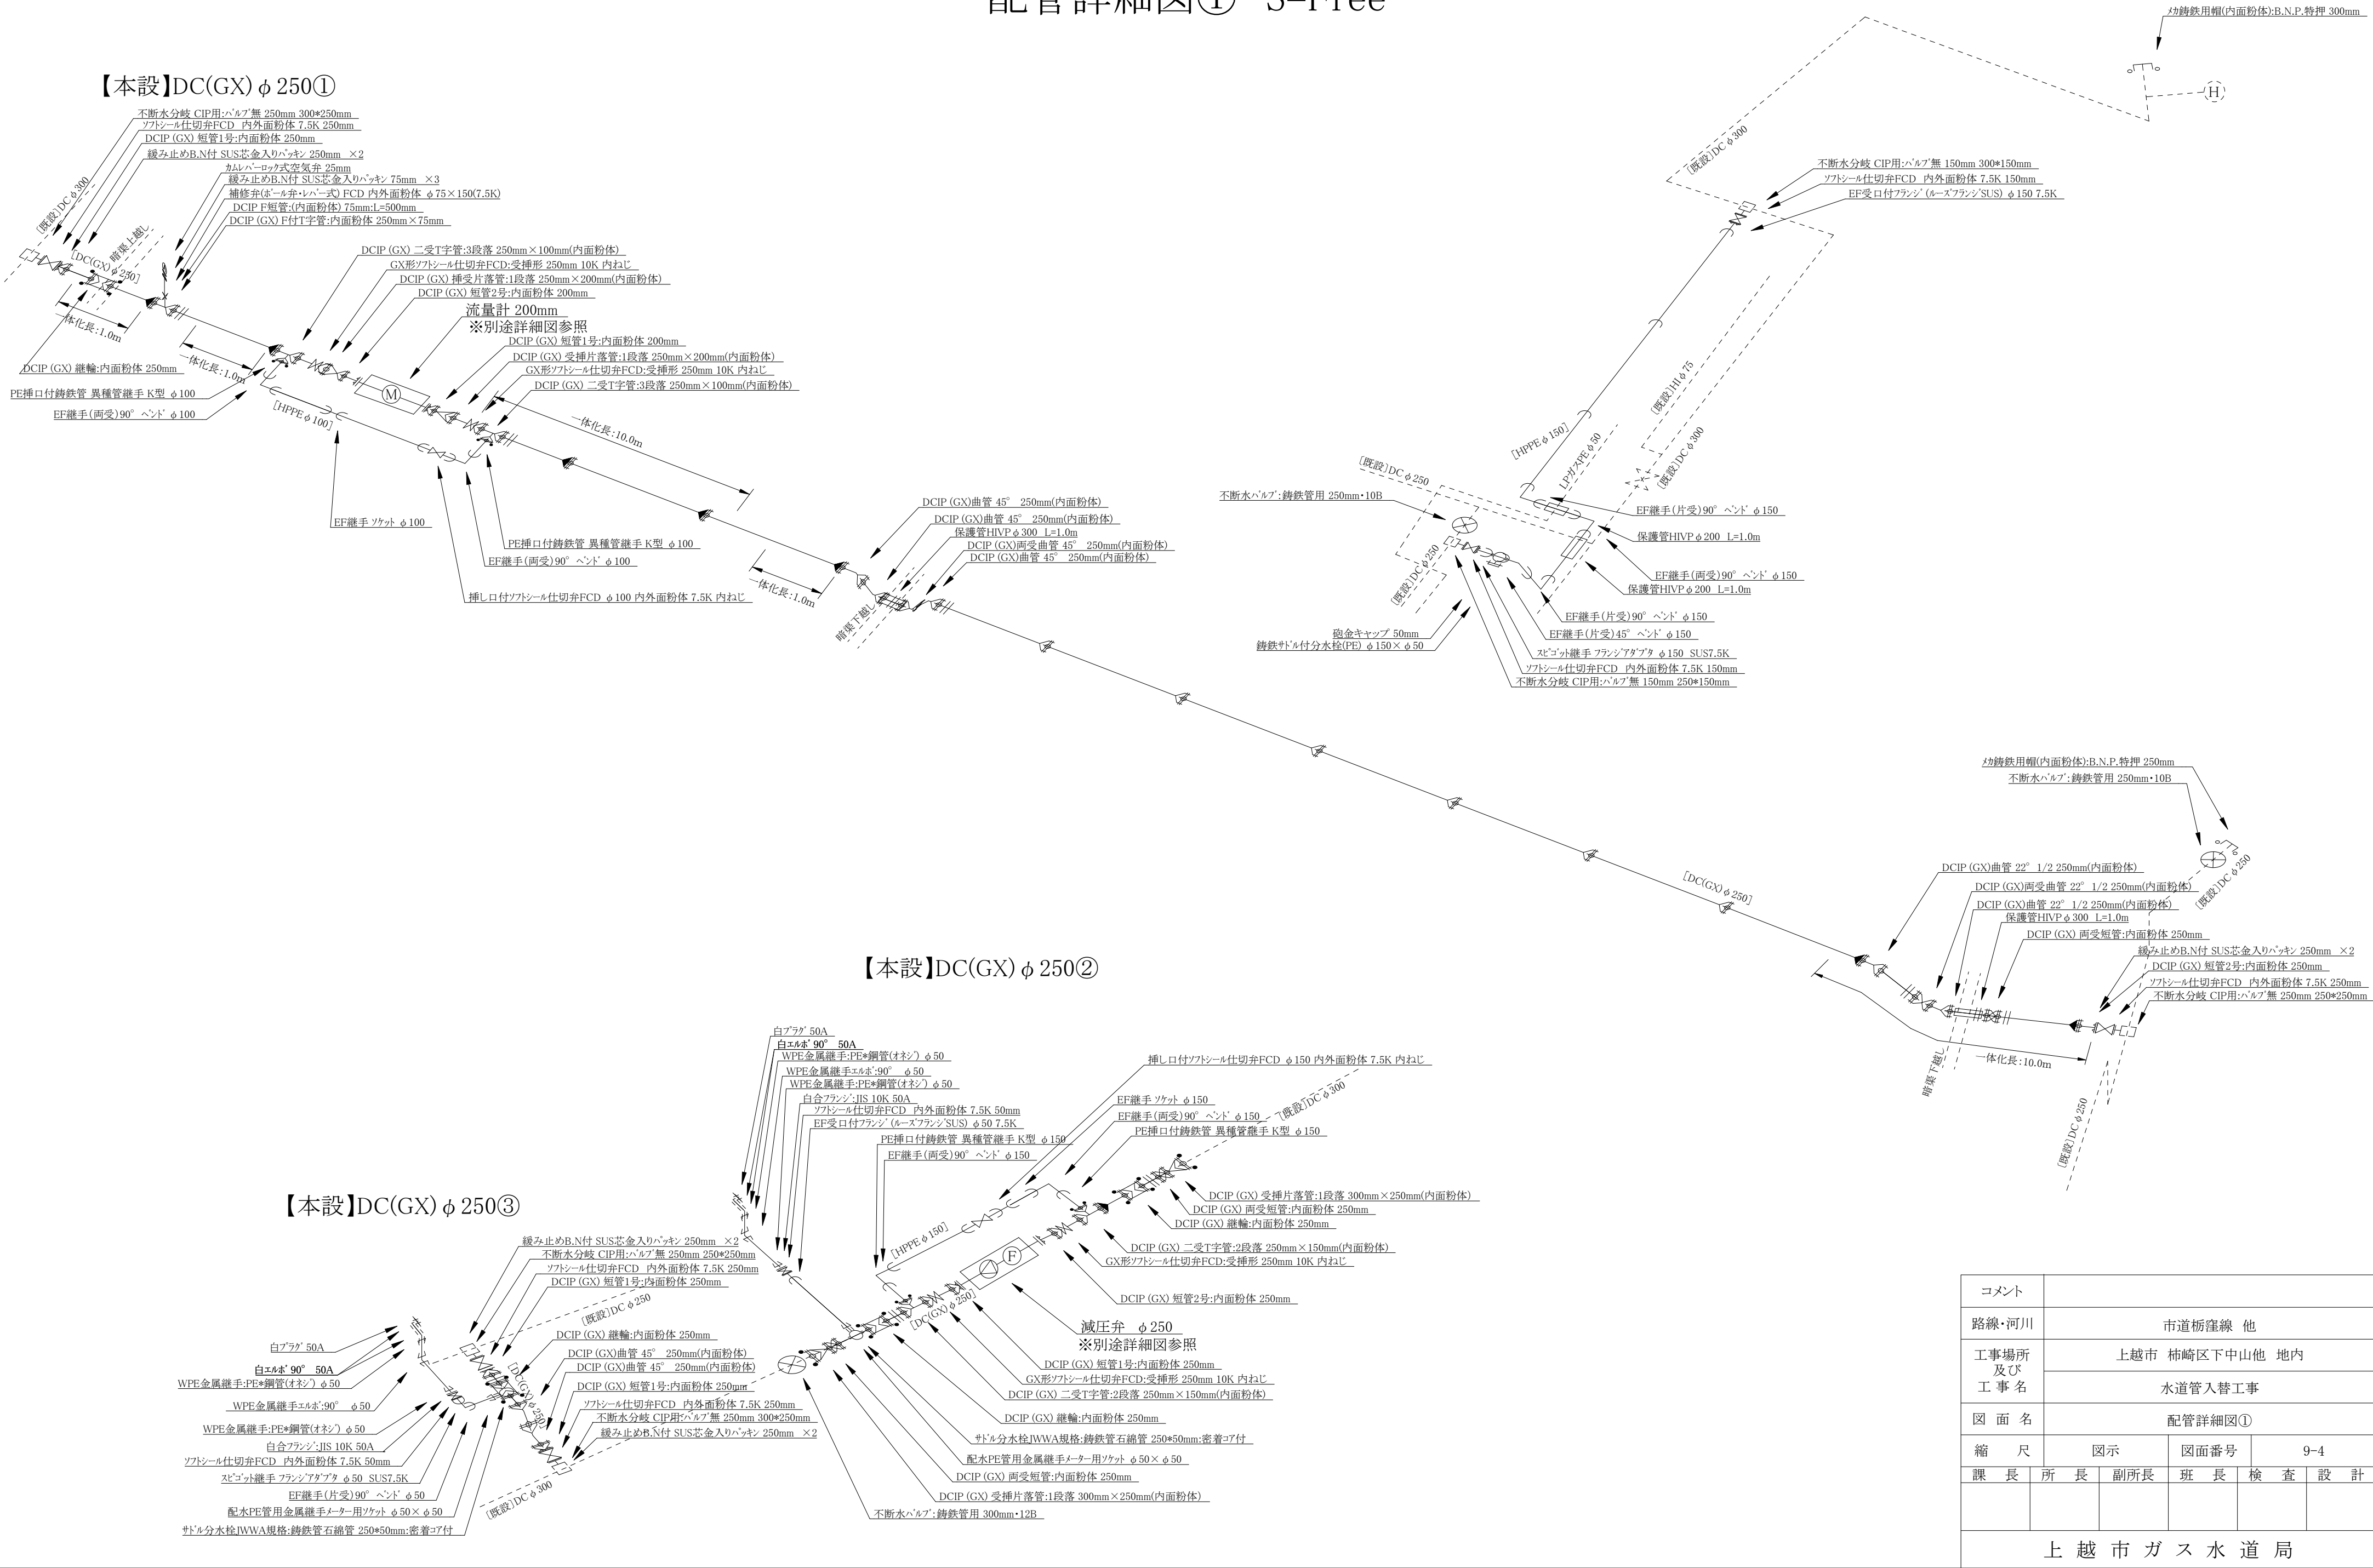 配管詳細図① S-Free
【本設】DC(GX)φ250①
不断水分岐 CIP用:バルブ無 250mm 300*250mm
ソフトシール仕切弁FCD 内外面粉体 7.5K 250mm
DCIP (GX) 短管1号:内面粉体 250mm
緩み止めB.N付 SUS芯金入りパッキン 250mm ×2
カムレバーロック式空気弁 25mm
緩み止めB.N付 SUS芯金入りパッキン 75mm ×3
補修弁(ボール弁・レバー式) FCD 内外面粉体 φ75×150(7.5K)
DCIP F短管:(内面粉体) 75mm:L=500mm
DCIP (GX) F付T字管:内面粉体 250mm×75mm
[既設]DCφ300
[DC(GX)φ250]
暗渠上越し
一体化長:1.0m
DCIP (GX) 継輪:内面粉体 250mm
PE挿口付鋳鉄管 異種管継手 K型 φ100
EF継手(両受)90° ベンド φ100
一体化長:1.0m
DCIP (GX) 二受T字管:3段落 250mm×100mm(内面粉体)
GX形ソフトシール仕切弁FCD:受挿形 250mm 10K 内ねじ
DCIP (GX) 挿受片落管:1段落 250mm×200mm(内面粉体)
DCIP (GX) 短管2号:内面粉体 200mm
流量計 200mm
※別途詳細図参照
DCIP (GX) 短管1号:内面粉体 200mm
DCIP (GX) 受挿片落管:1段落 250mm×200mm(内面粉体)
GX形ソフトシール仕切弁FCD:受挿形 250mm 10K 内ねじ
DCIP (GX) 二受T字管:3段落 250mm×100mm(内面粉体)
M
[HPPEφ100]
一体化長:10.0m
EF継手 ソケット φ100
PE挿口付鋳鉄管 異種管継手 K型 φ100
EF継手(両受)90° ベンド φ100
挿し口付ソフトシール仕切弁FCD φ100 内外面粉体 7.5K 内ねじ
一体化長:1.0m
DCIP (GX)曲管 45° 250mm(内面粉体)
DCIP (GX)曲管 45° 250mm(内面粉体)
保護管HIVPφ300 L=1.0m
DCIP (GX)両受曲管 45° 250mm(内面粉体)
DCIP (GX)曲管 45° 250mm(内面粉体)
暗渠下越し
メカ鋳鉄用帽(内面粉体):B.N.P.特押 300mm
H
[既設]DCφ300
不断水分岐 CIP用:バルブ無 150mm 300*150mm
ソフトシール仕切弁FCD 内外面粉体 7.5K 150mm
EF受口付フランジ (ルーズフランジSUS) φ150 7.5K
[既設]HIφ75
[HPPEφ150]
LPガスPEφ50
[既設]DCφ300
[既設]DCφ250
不断水バルブ:鋳鉄管用 250mm・10B
EF継手(片受)90° ベンド φ150
保護管HIVPφ200 L=1.0m
[既設]DCφ250
EF継手(両受)90° ベンド φ150
保護管HIVPφ200 L=1.0m
EF継手(片受)90° ベンド φ150
EF継手(片受)45° ベンド φ150
砲金キャップ 50mm
鋳鉄サドル付分水栓(PE) φ150×φ50
スピゴット継手 フランジアダプタ φ150 SUS7.5K
ソフトシール仕切弁FCD 内外面粉体 7.5K 150mm
不断水分岐 CIP用:バルブ無 150mm 250*150mm
メカ鋳鉄用帽(内面粉体):B.N.P.特押 250mm
不断水バルブ:鋳鉄管用 250mm・10B
[DC(GX)φ250]
[既設]DCφ250
DCIP (GX)曲管 22° 1/2 250mm(内面粉体)
DCIP (GX)両受曲管 22° 1/2 250mm(内面粉体)
DCIP (GX)曲管 22° 1/2 250mm(内面粉体)
保護管HIVPφ300 L=1.0m
DCIP (GX) 両受短管:内面粉体 250mm
緩み止めB.N付 SUS芯金入りパッキン 250mm ×2
DCIP (GX) 短管2号:内面粉体 250mm
ソフトシール仕切弁FCD 内外面粉体 7.5K 250mm
不断水分岐 CIP用:バルブ無 250mm 250*250mm
暗渠下越し
一体化長:10.0m
[既設]DCφ250
【本設】DC(GX)φ250②
白プラグ 50A
白エルボ 90° 50A
WPE金属継手:PE*鋼管(オネジ) φ50
WPE金属継手エルボ:90° φ50
WPE金属継手:PE*鋼管(オネジ) φ50
白合フランジ:JIS 10K 50A
ソフトシール仕切弁FCD 内外面粉体 7.5K 50mm
EF受口付フランジ (ルーズフランジSUS) φ50 7.5K
PE挿口付鋳鉄管 異種管継手 K型 φ150
EF継手(両受)90° ベンド φ150
挿し口付ソフトシール仕切弁FCD φ150 内外面粉体 7.5K 内ねじ
EF継手 ソケット φ150
EF継手(両受)90° ベンド φ150
PE挿口付鋳鉄管 異種管継手 K型 φ150
[既設]DCφ300
[HPPEφ150]
F
[DC(GX)φ250]
DCIP (GX) 受挿片落管:1段落 300mm×250mm(内面粉体)
DCIP (GX) 両受短管:内面粉体 250mm
DCIP (GX) 継輪:内面粉体 250mm
DCIP (GX) 二受T字管:2段落 250mm×150mm(内面粉体)
GX形ソフトシール仕切弁FCD:受挿形 250mm 10K 内ねじ
DCIP (GX) 短管2号:内面粉体 250mm
減圧弁 φ250
※別途詳細図参照
DCIP (GX) 短管1号:内面粉体 250mm
GX形ソフトシール仕切弁FCD:受挿形 250mm 10K 内ねじ
DCIP (GX) 二受T字管:2段落 250mm×150mm(内面粉体)
DCIP (GX) 継輪:内面粉体 250mm
サドル分水栓JWWA規格:鋳鉄管石綿管 250*50mm:密着コア付
配水PE管用金属継手メーター用ソケット φ50×φ50
DCIP (GX) 両受短管:内面粉体 250mm
DCIP (GX) 受挿片落管:1段落 300mm×250mm(内面粉体)
不断水バルブ:鋳鉄管用 300mm・12B
【本設】DC(GX)φ250③
緩み止めB.N付 SUS芯金入りパッキン 250mm ×2
不断水分岐 CIP用:バルブ無 250mm 250*250mm
ソフトシール仕切弁FCD 内外面粉体 7.5K 250mm
DCIP (GX) 短管1号:内面粉体 250mm
[既設]DCφ250
DCIP (GX) 継輪:内面粉体 250mm
DCIP (GX)曲管 45° 250mm(内面粉体)
DCIP (GX)曲管 45° 250mm(内面粉体)
DCIP (GX) 短管1号:内面粉体 250mm
ソフトシール仕切弁FCD 内外面粉体 7.5K 250mm
不断水分岐 CIP用:バルブ無 250mm 300*250mm
緩み止めB.N付 SUS芯金入りパッキン 250mm ×2
[DC(GX)φ250]
[既設]DCφ300
白プラグ 50A
白エルボ 90° 50A
WPE金属継手:PE*鋼管(オネジ) φ50
WPE金属継手エルボ:90° φ50
WPE金属継手:PE*鋼管(オネジ) φ50
白合フランジ:JIS 10K 50A
ソフトシール仕切弁FCD 内外面粉体 7.5K 50mm
スピゴット継手 フランジアダプタ φ50 SUS7.5K
EF継手(片受)90° ベンド φ50
配水PE管用金属継手メーター用ソケット φ50×φ50
サドル分水栓JWWA規格:鋳鉄管石綿管 250*50mm:密着コア付
コメント
路線・河川 市道栃窪線 他
工事場所 及び 工事名
上越市 柿崎区下中山他 地内
水道管入替工事
図面名 配管詳細図①
縮尺 図示 図面番号 9-4
課長 所長 副所長 班長 検査 設計
上越市ガス水道局